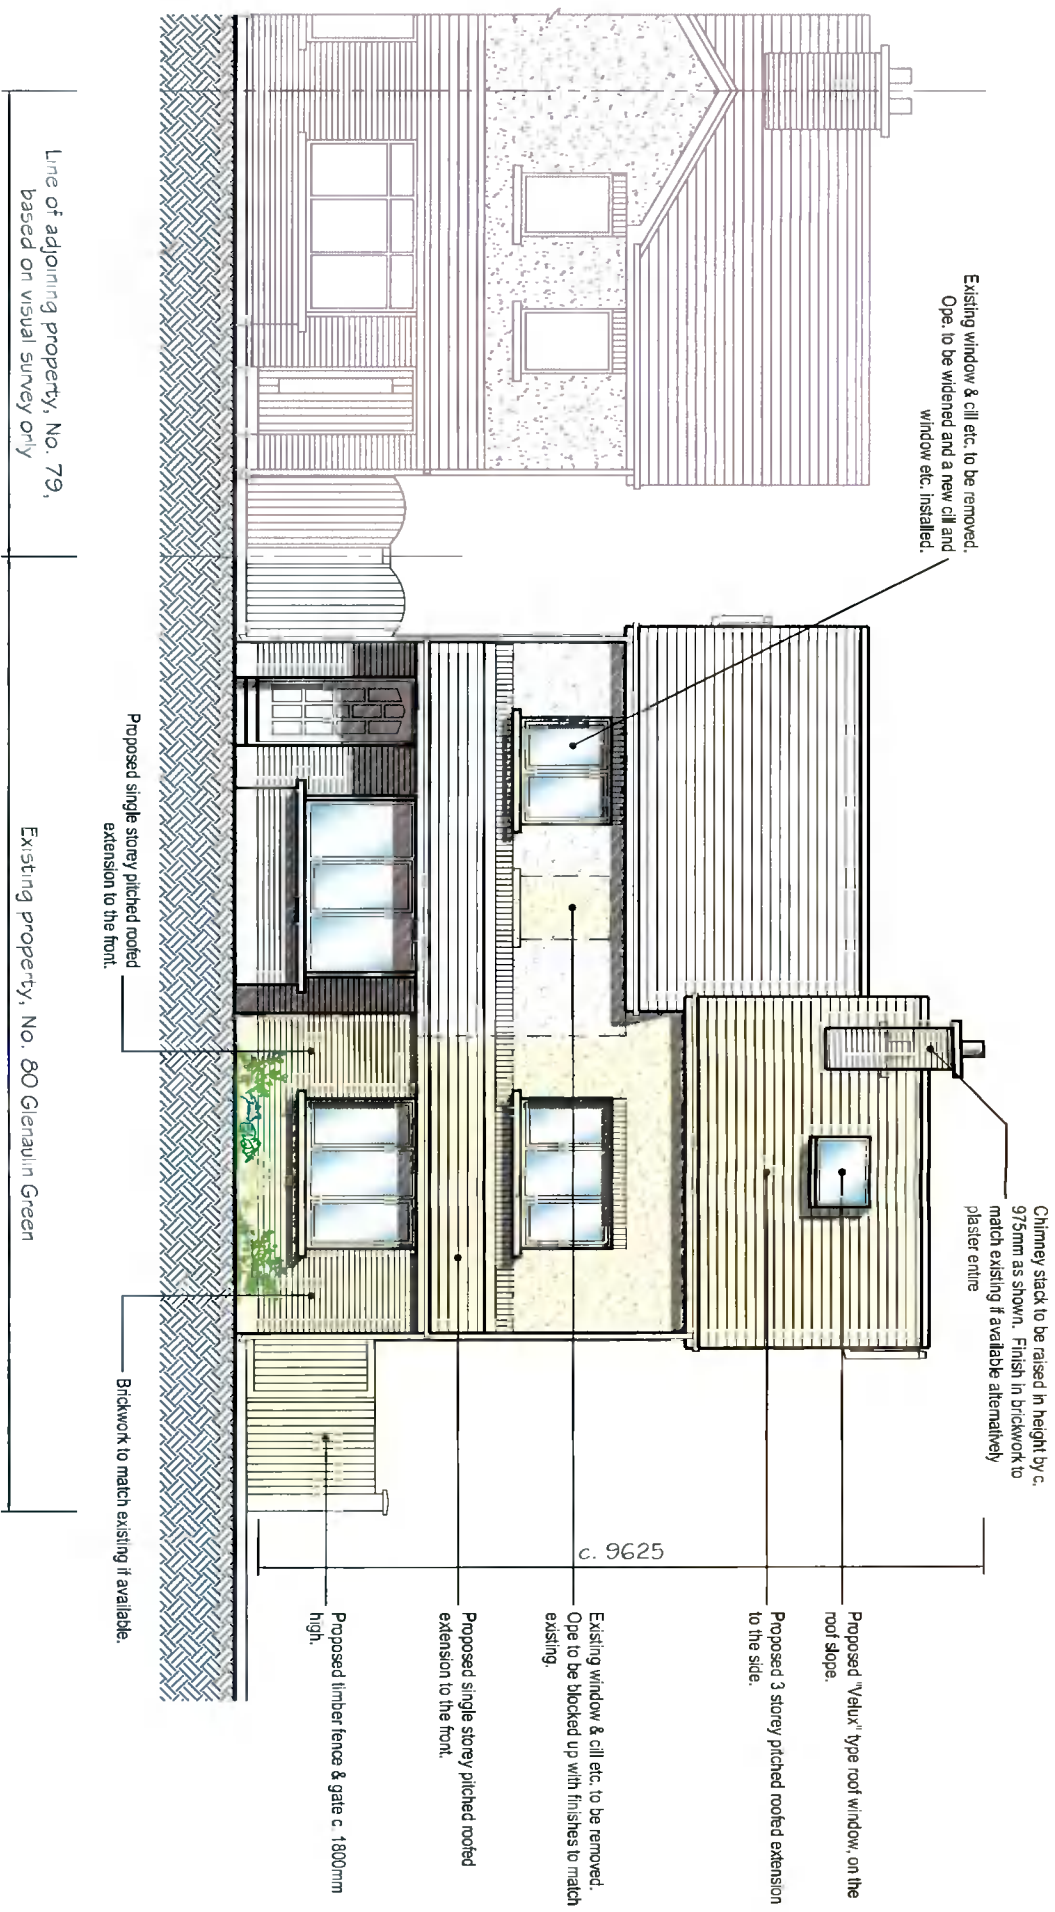 Chimney stack to be raised in height by c.
975mm as shown. Finish in brickwork to
match existing if available alternatively
plaster entire
Existing window & cill etc. to be removed.
Ope. to be widened and a new cill and
window etc. installed.
Proposed "Velux" type roof window, on the
roof slope.
Proposed 3 storey pitched roofed extension
to the side.
Existing window & cill etc. to be removed.
Ope to be blocked up with finishes to match
existing.
Proposed single storey pitched roofed
extension to the front.
Proposed timber fence & gate c. 1800mm
high.
c. 9625
Proposed single storey pitched roofed
extension to the front.
Brickwork to match existing if available.
Line of adjoining property, No. 79,
based on visual survey only
Existing property, No. 80 Glenaulin Green